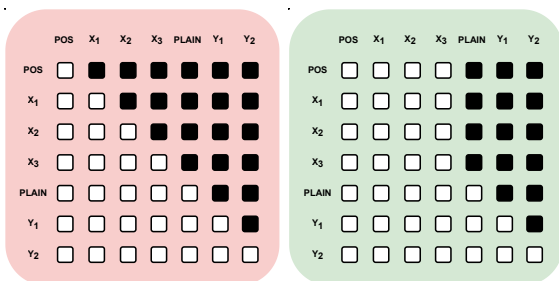 POS X₁ X₂ X₃ PLAIN Y₁ Y₂
POS
X₁
X₂
X₃
PLAIN
Y₁
Y₂
POS X₁ X₂ X₃ PLAIN Y₁ Y₂
POS
X₁
X₂
X₃
PLAIN
Y₁
Y₂